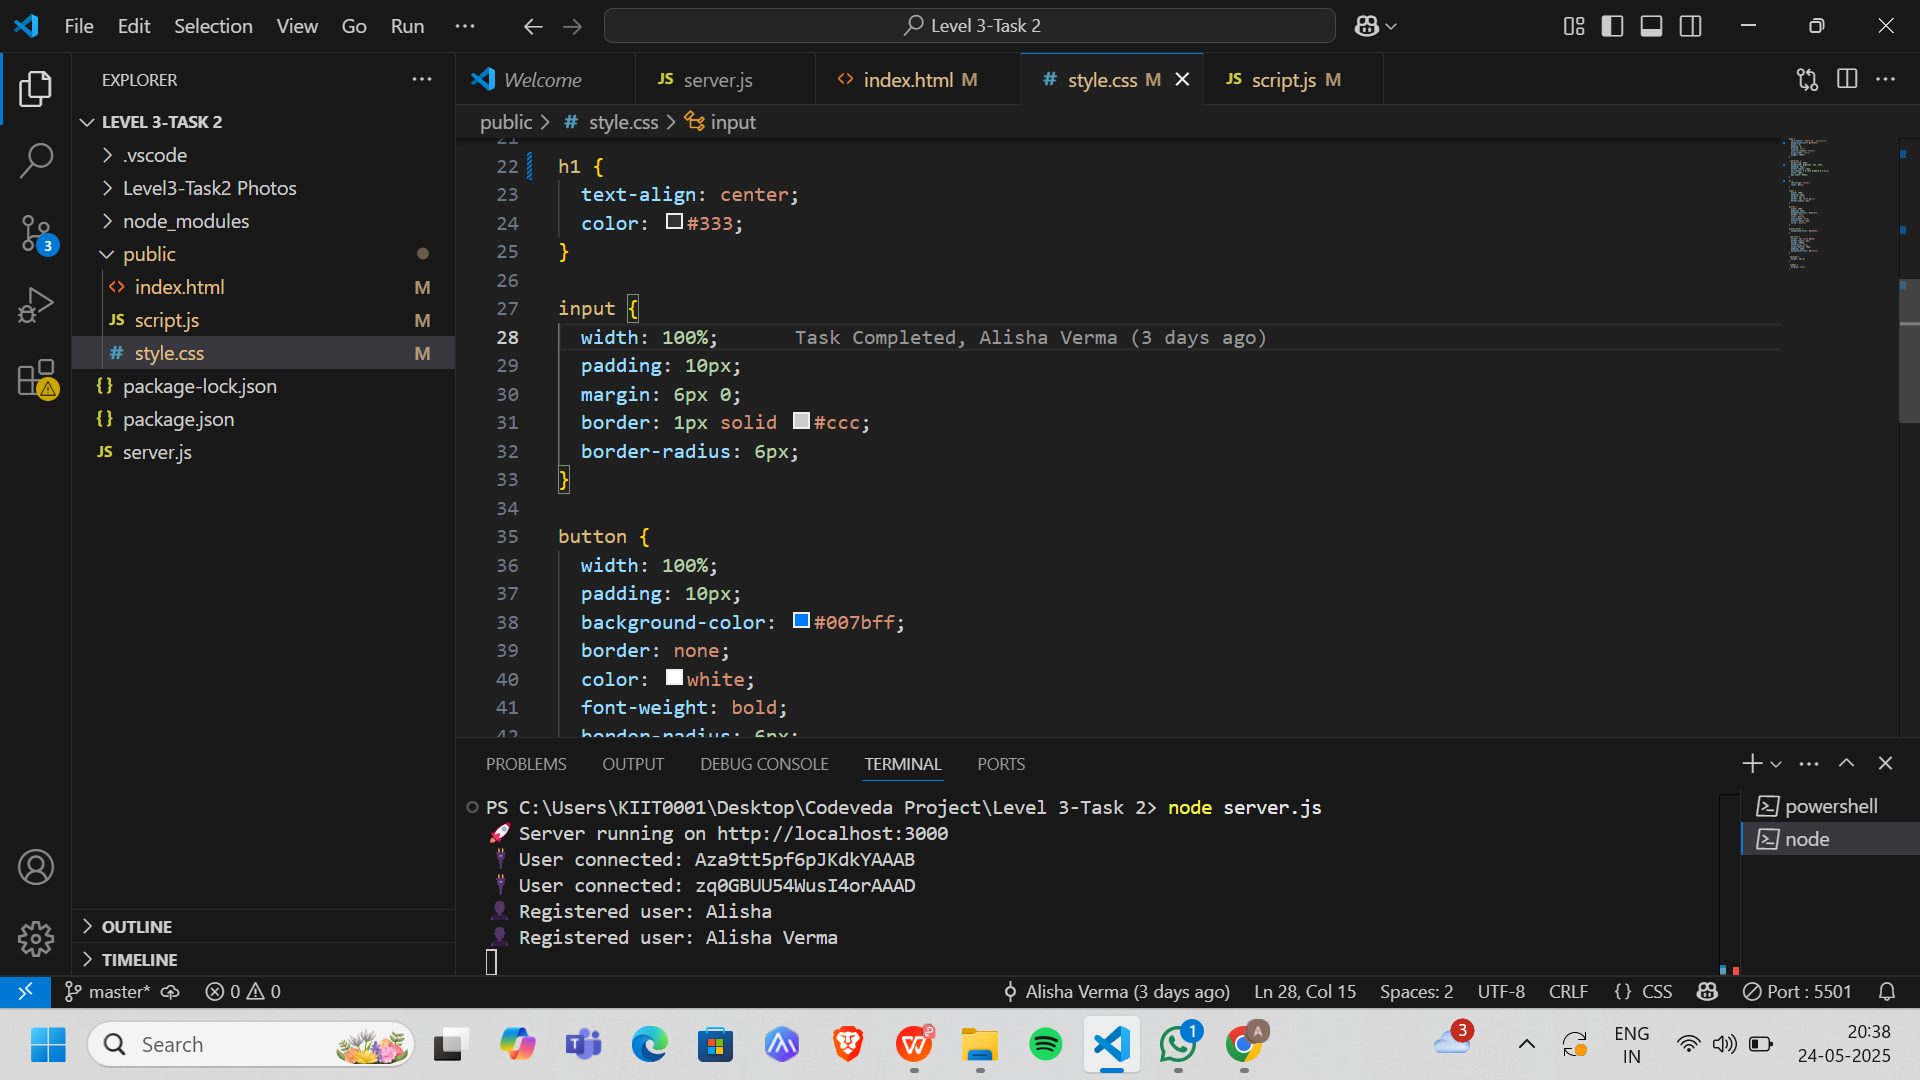 File Edit Selection View Go Run ··· Level 3-Task 2
EXPLORER
LEVEL 3-TASK 2
.vscode
Level3-Task2 Photos
node_modules
public
index.html M
script.js M
style.css M
package-lock.json
package.json
server.js
OUTLINE
TIMELINE
Welcome server.js index.html M style.css M script.js M
public > style.css > input
21
22 h1 {
23 text-align: center;
24 color: #333;
25 }
26
27 input {
28 width: 100%; Task Completed, Alisha Verma (3 days ago)
29 padding: 10px;
30 margin: 6px 0;
31 border: 1px solid #ccc;
32 border-radius: 6px;
33 }
34
35 button {
36 width: 100%;
37 padding: 10px;
38 background-color: #007bff;
39 border: none;
40 color: white;
41 font-weight: bold;
42 border-radius: 6px;
PROBLEMS OUTPUT DEBUG CONSOLE TERMINAL PORTS
PS C:\Users\KIIT0001\Desktop\Codeveda Project\Level 3-Task 2> node server.js
🚀 Server running on http://localhost:3000
🔌 User connected: Aza9tt5pf6pJKdkYAAAB
🔌 User connected: zq0GBUU54WusI4orAAAD
👤 Registered user: Alisha
👤 Registered user: Alisha Verma
powershell
node
3
master* 0 0 Alisha Verma (3 days ago) Ln 28, Col 15 Spaces: 2 UTF-8 CRLF {} CSS Port : 5501
Search
1
A
3
ENG
IN
20:38
24-05-2025